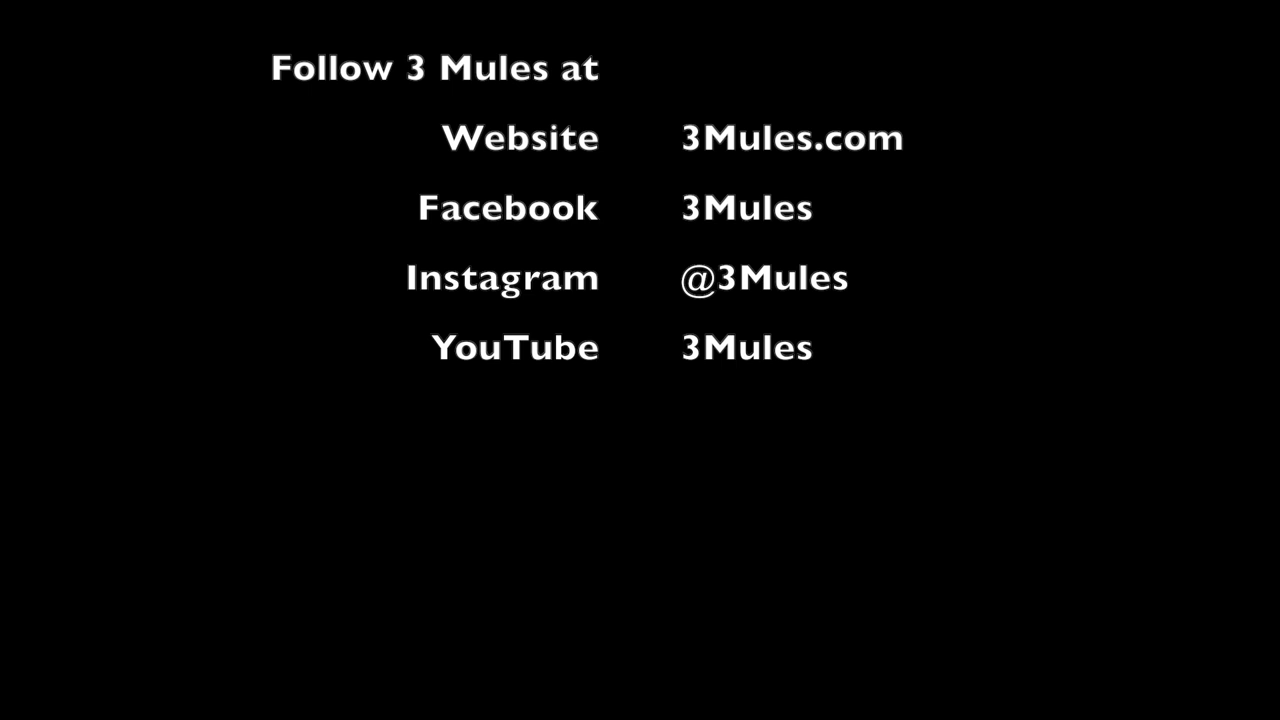 Follow 3 Mules at
Website 3Mules.com
Facebook 3Mules
Instagram @3Mules
YouTube 3Mules